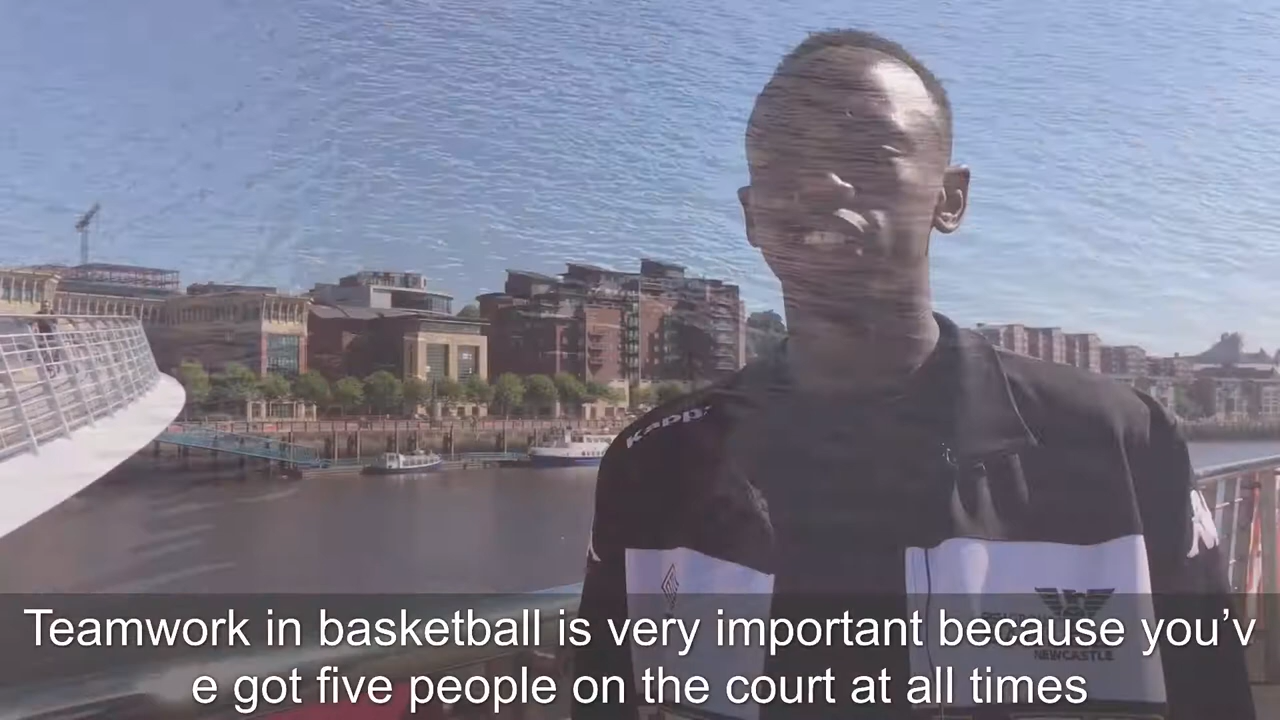 Kappa
NEWCASTLE
Teamwork in basketball is very important because you’v
e got five people on the court at all times